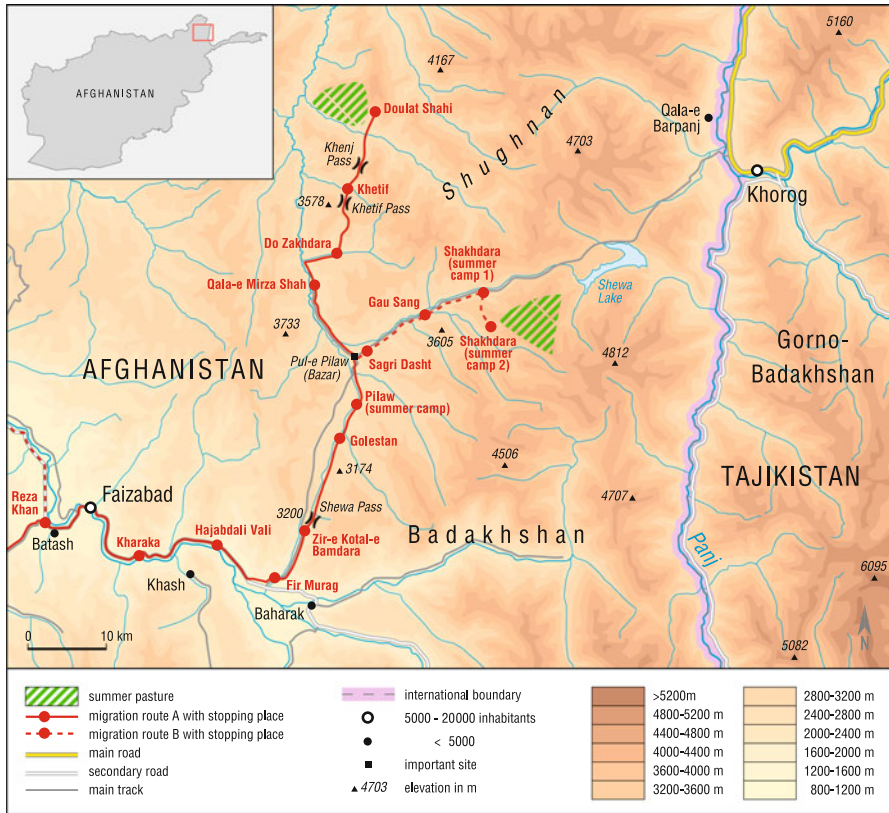 AFGHANISTAN
5160
4167
Doulat Shahi
Shughnan
Qala-e
Barpanj
4703
Khenj
Pass
Khorog
Khetif
3578
Khetif Pass
Do Zakhdara
Shakhdara
(summer
camp 1)
Qala-e Mirza Shah
Shewa
Lake
Gau Sang
3733
3605
Shakhdara
(summer
camp 2)
Gorno-
Badakhshan
AFGHANISTAN
Pul-e Pilaw
(Bazar)
Sagri Dasht
4812
Pilaw
(summer camp)
Golestan
4506
TAJIKISTAN
3174
4707
Reza
Khan
Faizabad
3200
Shewa Pass
Batash
Kharaka
Hajabdali Vali
Zir-e Kotal-e
Bamdara
Badakhshan
Panj
Khash
Fir Murag
6095
Baharak
N
0
10 km
5082
summer pasture
migration route A with stopping place
migration route B with stopping place
main road
secondary road
main track
international boundary
5000 - 20000 inhabitants
< 5000
important site
4703 elevation in m
>5200m
4800-5200 m
4400-4800 m
4000-4400 m
3600-4000 m
3200-3600 m
2800-3200 m
2400-2800 m
2000-2400 m
1600-2000 m
1200-1600 m
800-1200 m